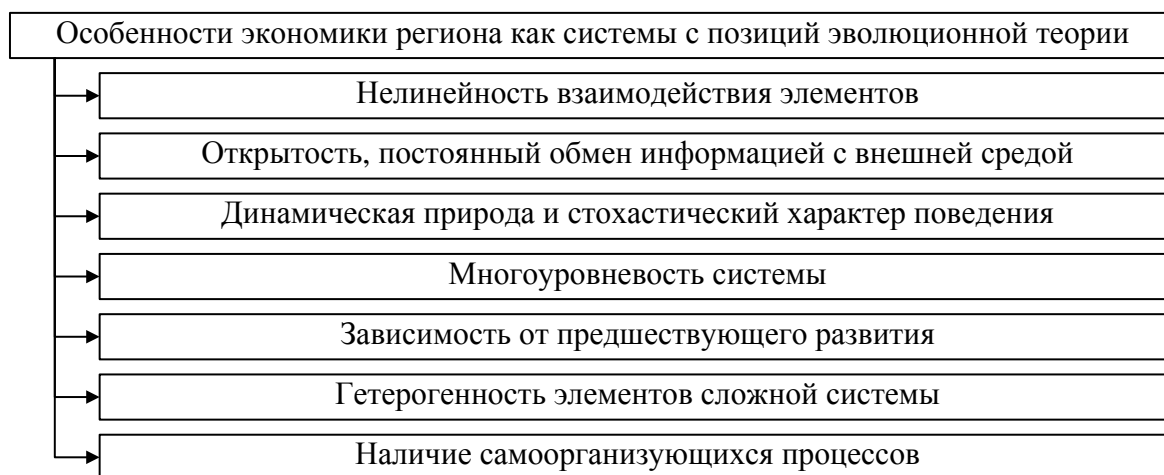 Особенности экономики региона как системы с позиций эволюционной теории
Нелинейность взаимодействия элементов
Открытость, постоянный обмен информацией с внешней средой
Динамическая природа и стохастический характер поведения
Многоуровневость системы
Зависимость от предшествующего развития
Гетерогенность элементов сложной системы
Наличие самоорганизующихся процессов